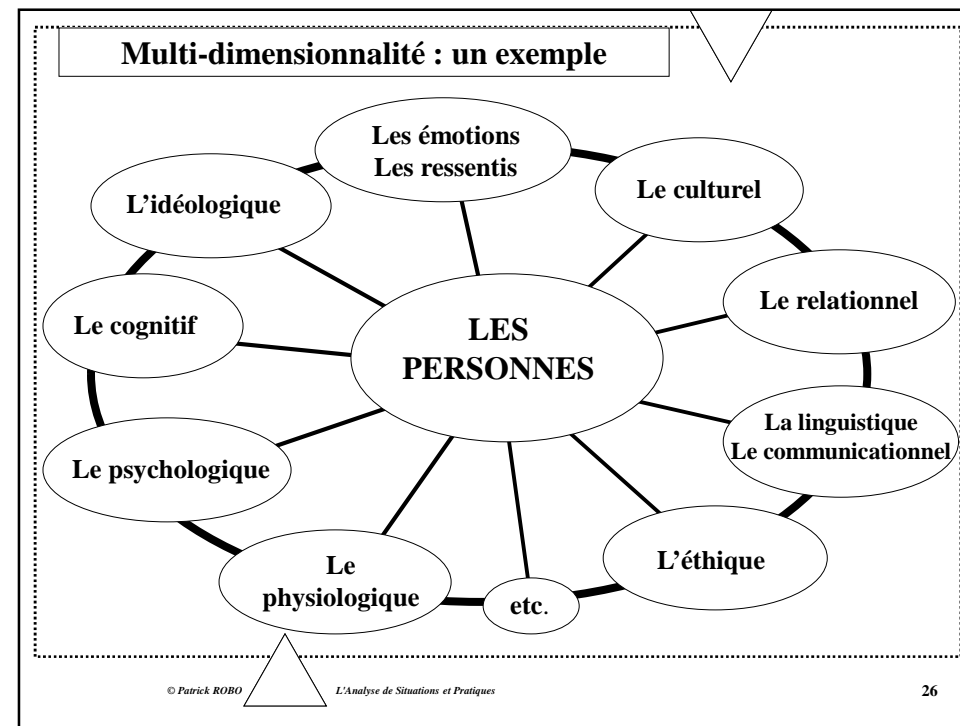 Multi-dimensionnalité : un exemple
Les émotions
Les ressentis
Le culturel
L’idéologique
Le relationnel
Le cognitif
LES
PERSONNES
La linguistique
Le communicationnel
Le psychologique
L’éthique
Le
physiologique
etc.
© Patrick ROBO
L'Analyse de Situations et Pratiques
26